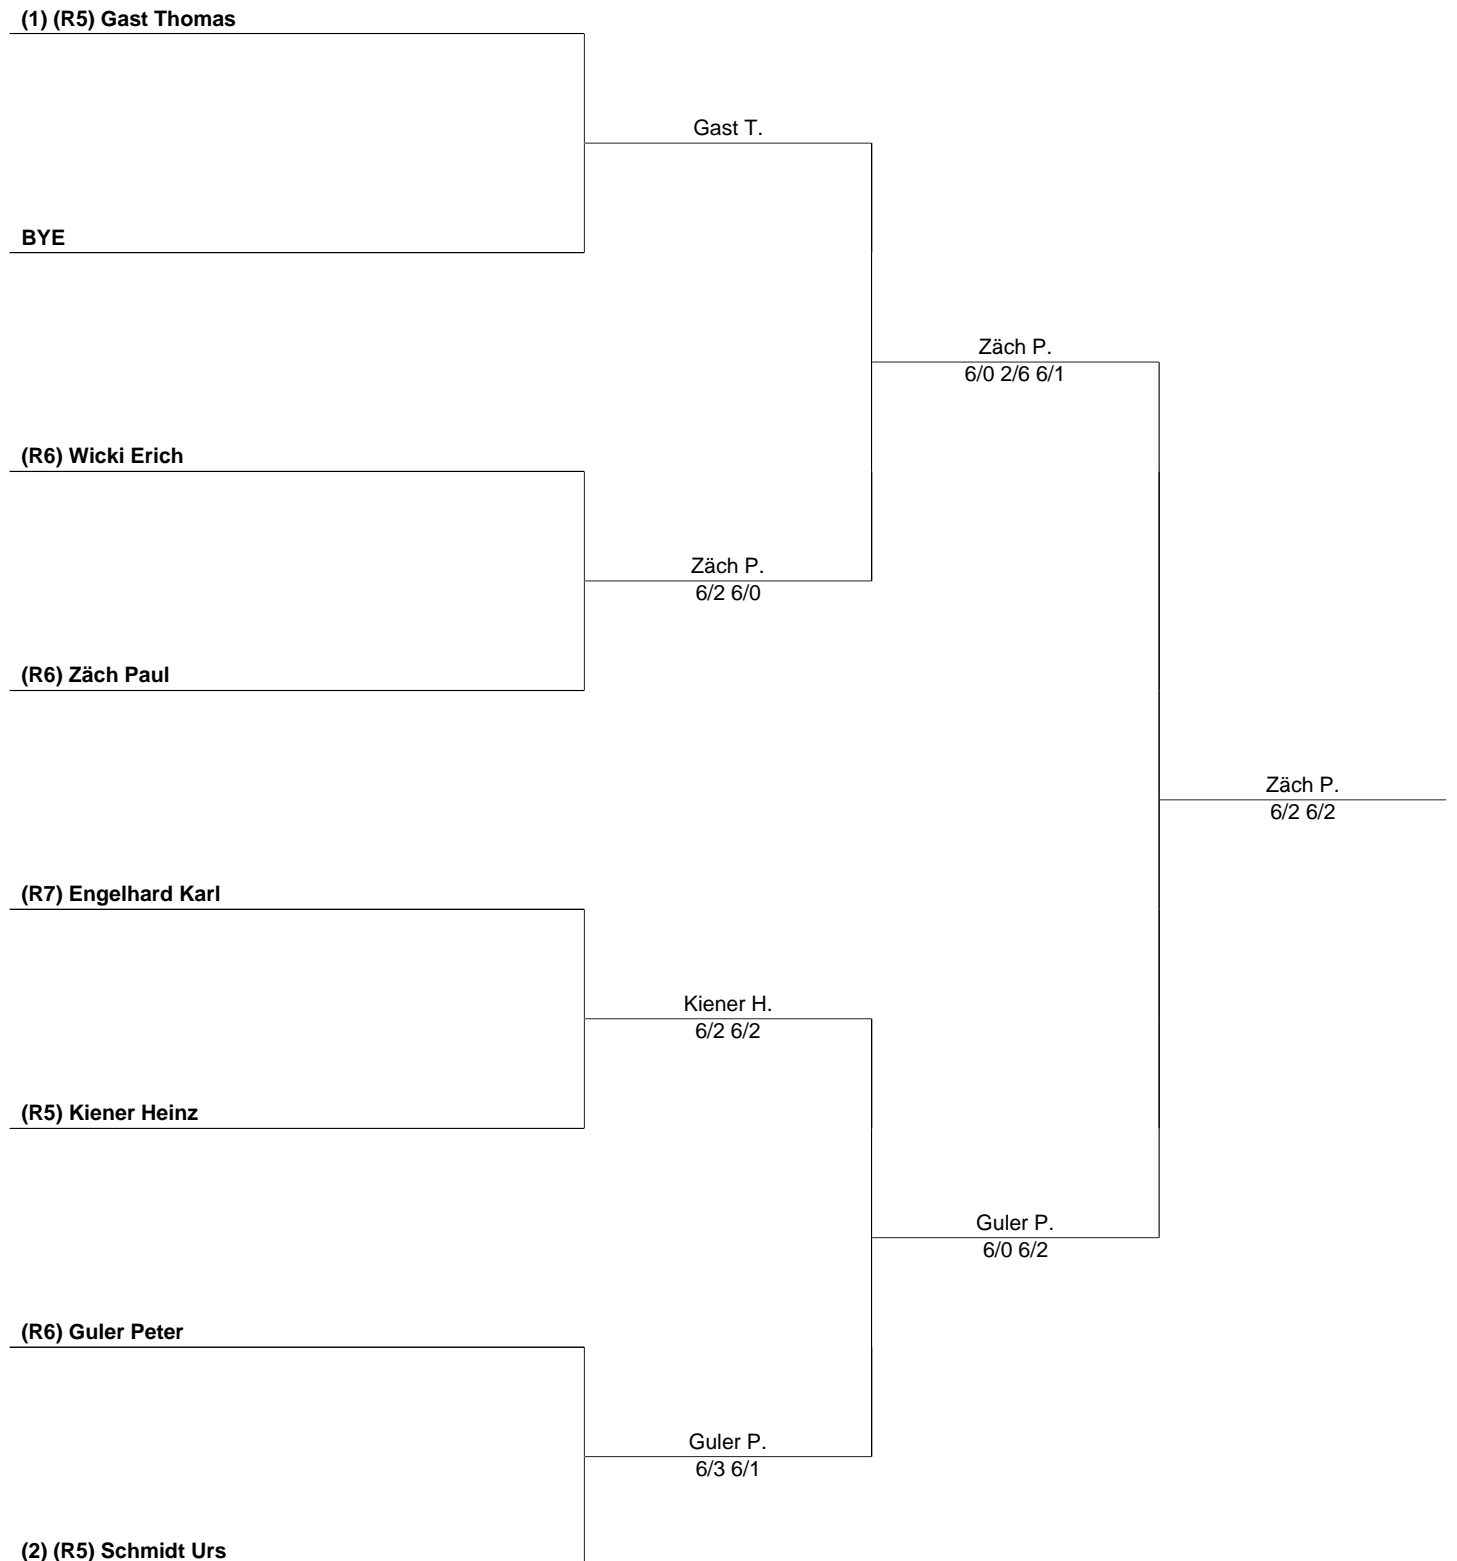 (1) (R5) Gast Thomas
Gast T.
BYE
Zäch P.
6/0 2/6 6/1
(R6) Wicki Erich
Zäch P.
6/2 6/0
(R6) Zäch Paul
Zäch P.
6/2 6/2
(R7) Engelhard Karl
Kiener H.
6/2 6/2
(R5) Kiener Heinz
Guler P.
6/0 6/2
(R6) Guler Peter
Guler P.
6/3 6/1
(2) (R5) Schmidt Urs